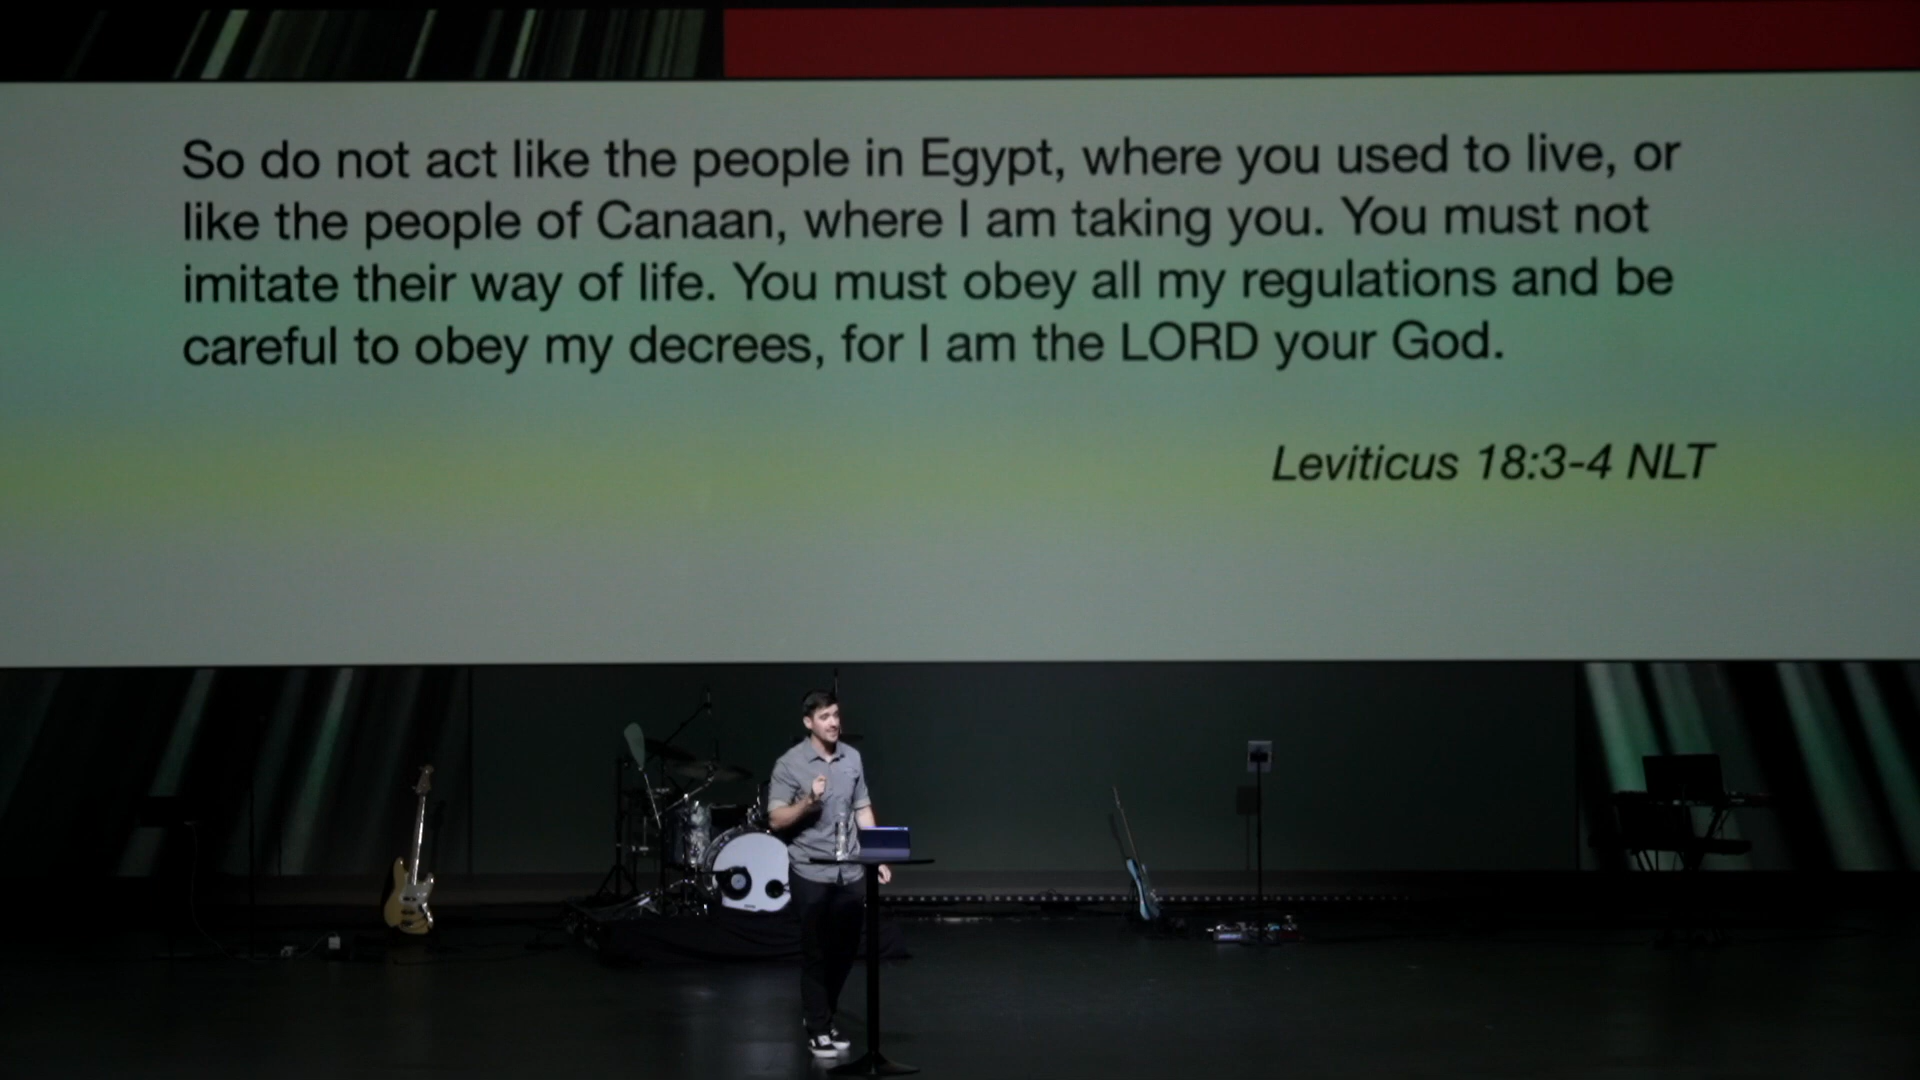 So do not act like the people in Egypt, where you used to live, or
like the people of Canaan, where I am taking you. You must not
imitate their way of life. You must obey all my regulations and be
careful to obey my decrees, for I am the LORD your God.
Leviticus 18:3-4 NLT